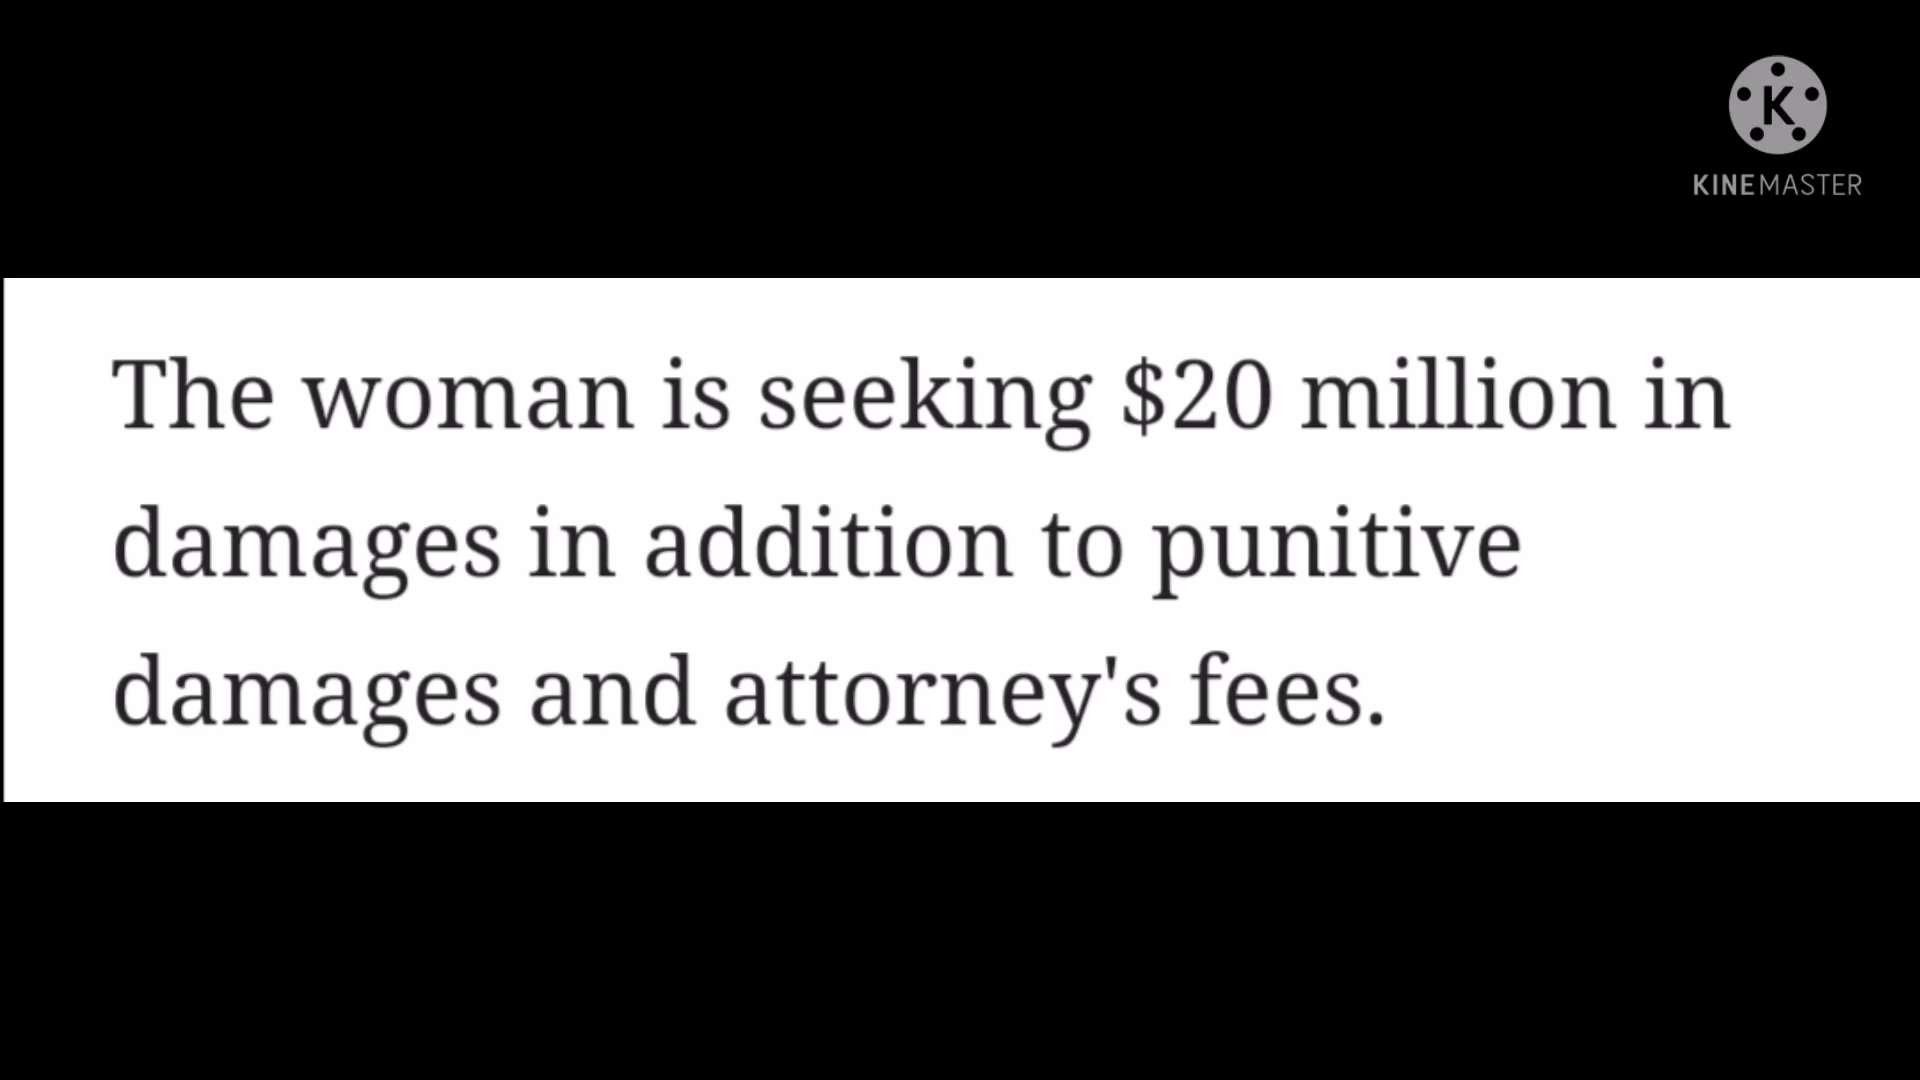 K
KINEMASTER
The woman is seeking $20 million in
damages in addition to punitive
damages and attorney's fees.